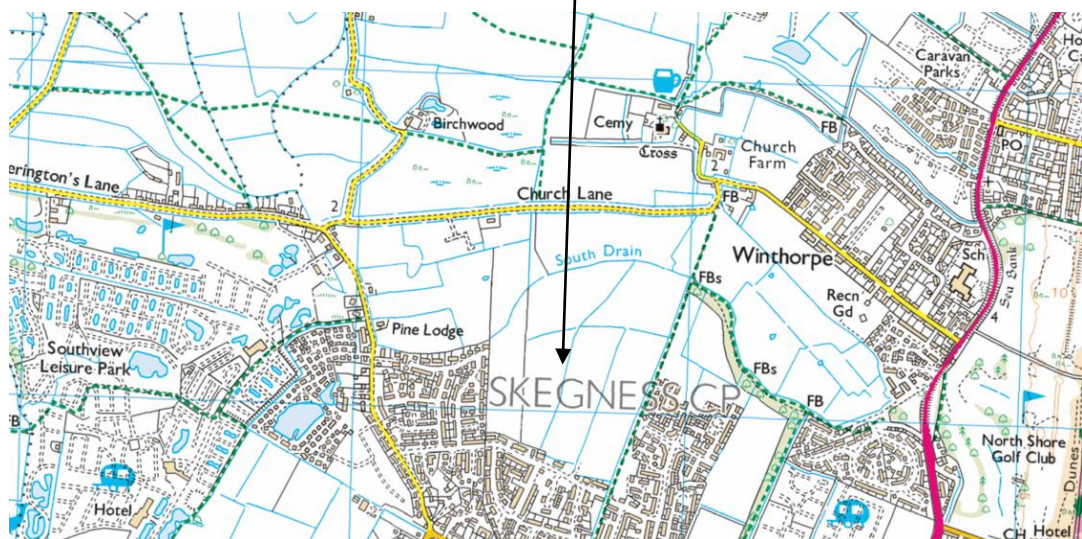 Caravan
Parks
Ho
Ca
Birchwood
Cemy
Cross
FB
Church
Farm
PO
erington's Lane
2
Church Lane
2
FB
South Drain
Winthorpe
Sch
Sea Bank
10
FBs
Recn
Gd
4
Pine Lodge
Southview
Leisure Park
FBs
SKEGNESS CP
FB
FB
North Shore
Golf Club
Dunes
Hotel
CH
Hotel